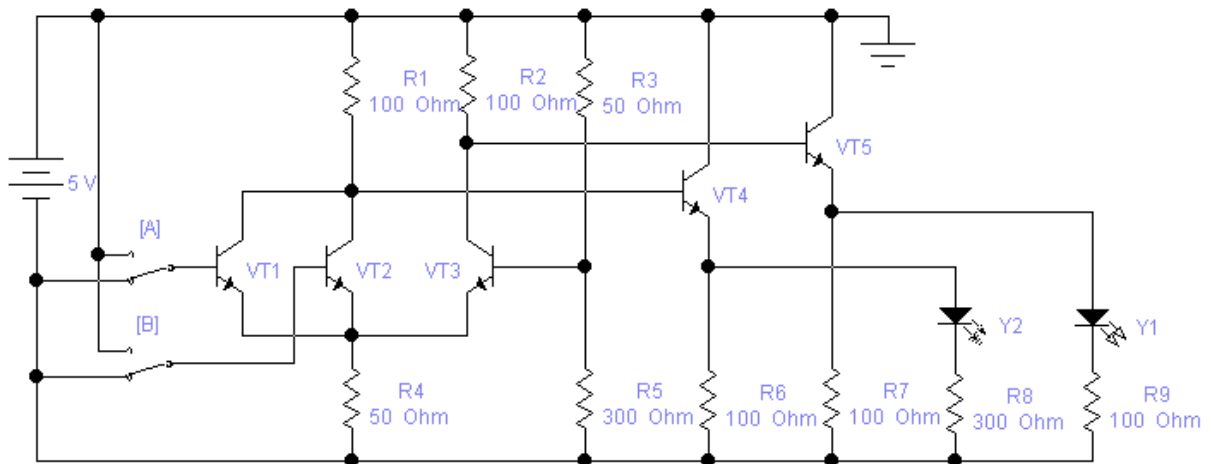 R1
100 Ohm
R2
100 Ohm
R3
50 Ohm
VT5
5 V
VT4
[A]
VT1
VT2
VT3
[B]
Y2
Y1
R4
50 Ohm
R5
300 Ohm
R6
100 Ohm
R7
100 Ohm
R8
300 Ohm
R9
100 Ohm